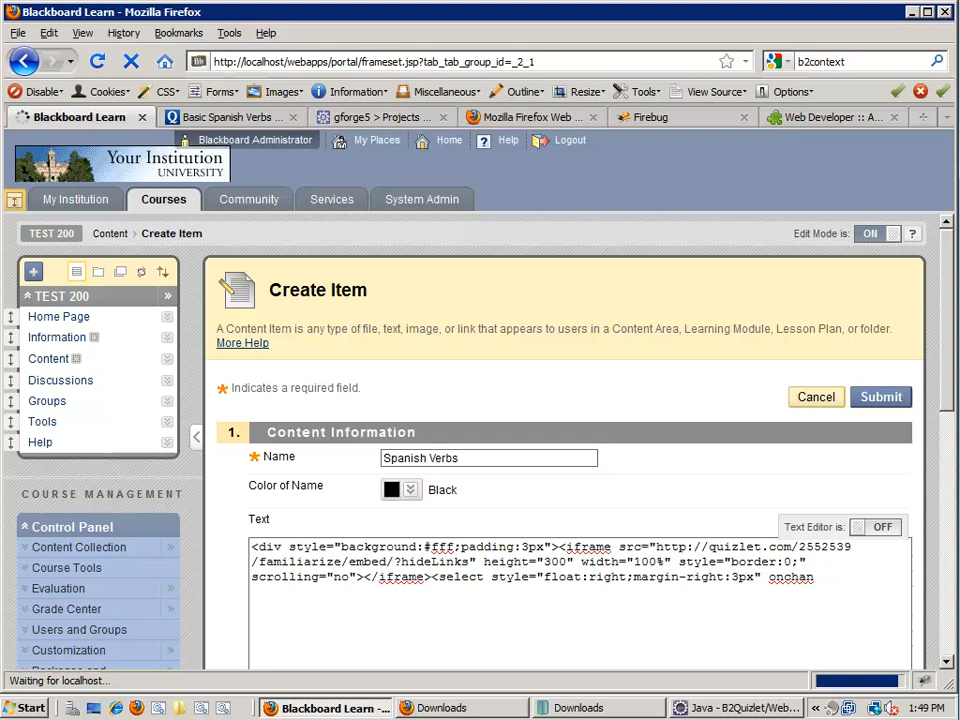 Blackboard Learn - Mozilla Firefox
File Edit View History Bookmarks Tools Help
Bb http://localhost/webapps/portal/frameset.jsp?tab_tab_group_id=_2_1 b2context
Disable Cookies CSS Forms Images Information Miscellaneous Outline Resize Tools View Source Options
Blackboard Learn Basic Spanish Verbs ... gforge5 > Projects ... Mozilla Firefox Web ... Firebug Web Developer :: A...
Blackboard Administrator My Places Home Help Logout
Your Institution
UNIVERSITY
My Institution Courses Community Services System Admin
TEST 200 Content > Create Item Edit Mode is: ON ?
Create Item
TEST 200
A Content Item is any type of file, text, image, or link that appears to users in a Content Area, Learning Module, Lesson Plan, or folder.
More Help
Home Page
Information
Content
Discussions
Groups
Tools
Help
* Indicates a required field.
Cancel Submit
1. Content Information
* Name Spanish Verbs
Color of Name Black
Text
Text Editor is: OFF
<div style="background:#fff;padding:3px"><iframe src="http://quizlet.com/2552539
/familiarize/embed/?hideLinks" height="300" width="100%" style="border:0;"
scrolling="no"></iframe><select style="float:right;margin-right:3px" onchan
COURSE MANAGEMENT
Control Panel
Content Collection
Course Tools
Evaluation
Grade Center
Users and Groups
Customization
Waiting for localhost...
Start Blackboard Learn -... Downloads Downloads Java - B2Quizlet/Web... 1:49 PM